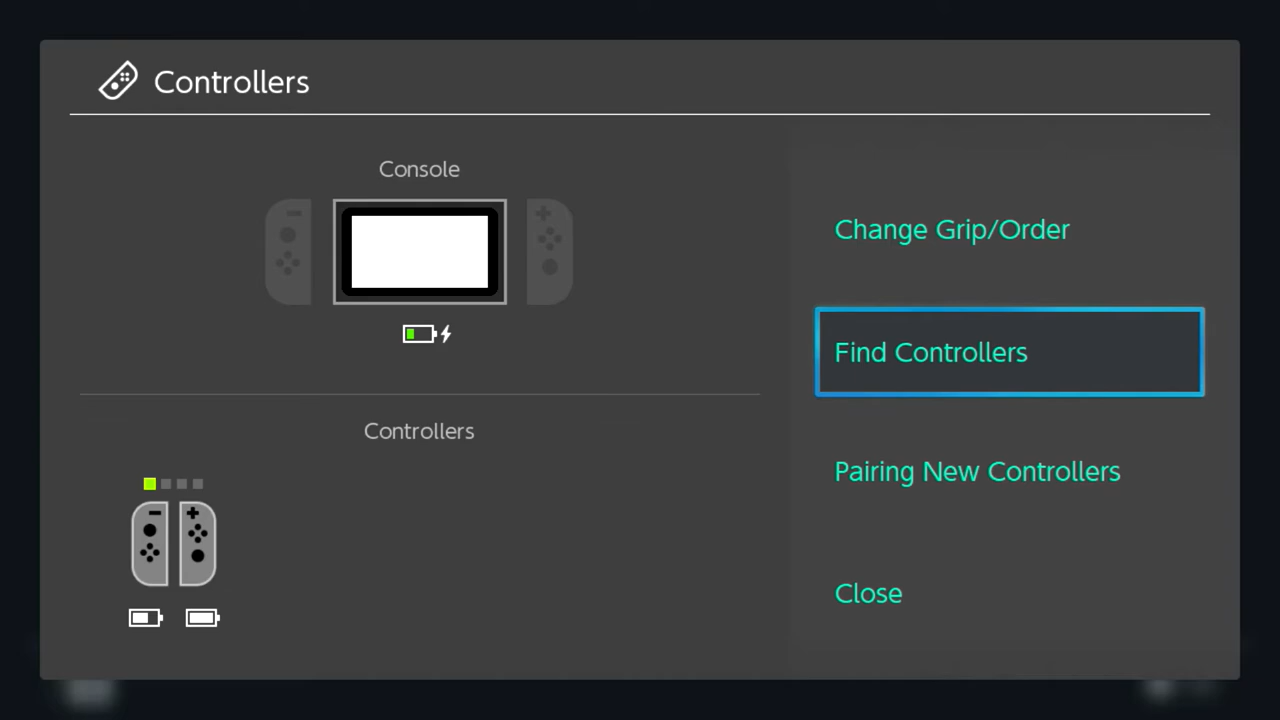 Controllers
Console
Controllers
Change Grip/Order
Find Controllers
Pairing New Controllers
Close